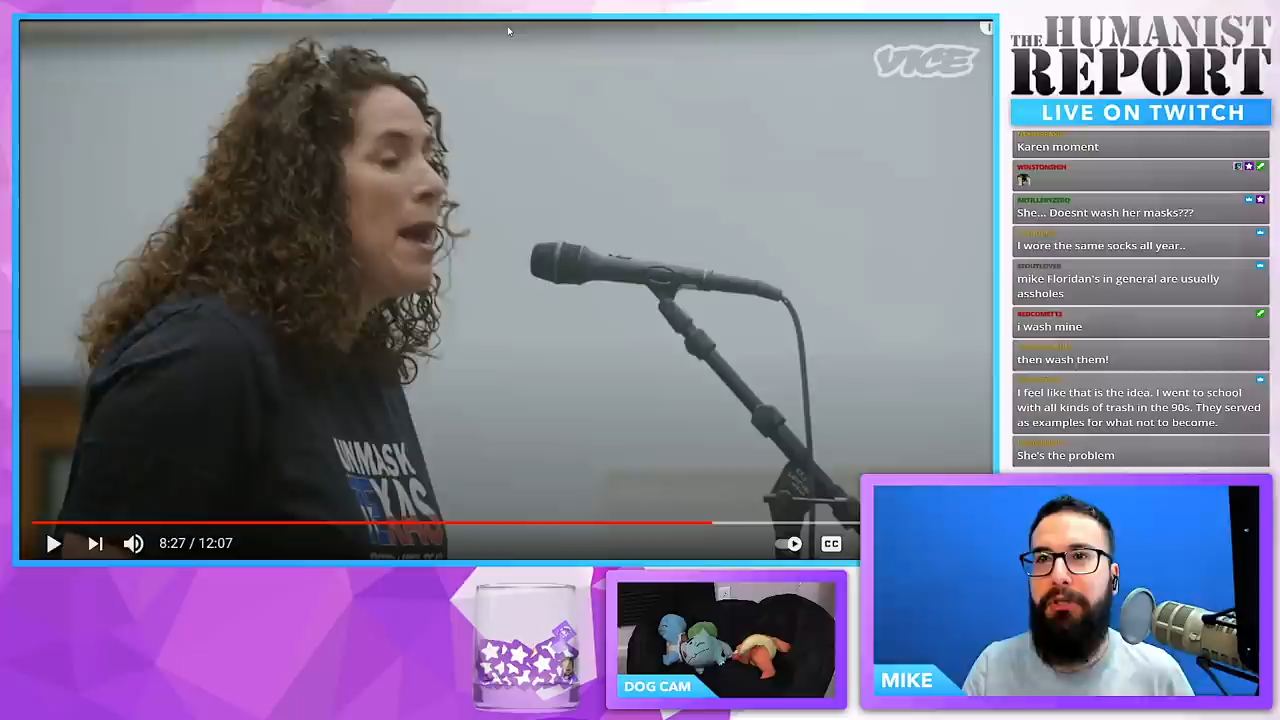 VICE
UNMASK
TEXAS
8:27 / 12:07
CC
THE HUMANIST
REPORT
LIVE ON TWITCH
Karen moment
WINSTONSHIH
She... Doesnt wash her masks???
I wore the same socks all year..
mike Floridan's in general are usually
assholes
REDCOMET13
i wash mine
then wash them!
I feel like that is the idea. I went to school
with all kinds of trash in the 90s. They served
as examples for what not to become.
She's the problem
DOG CAM
MIKE